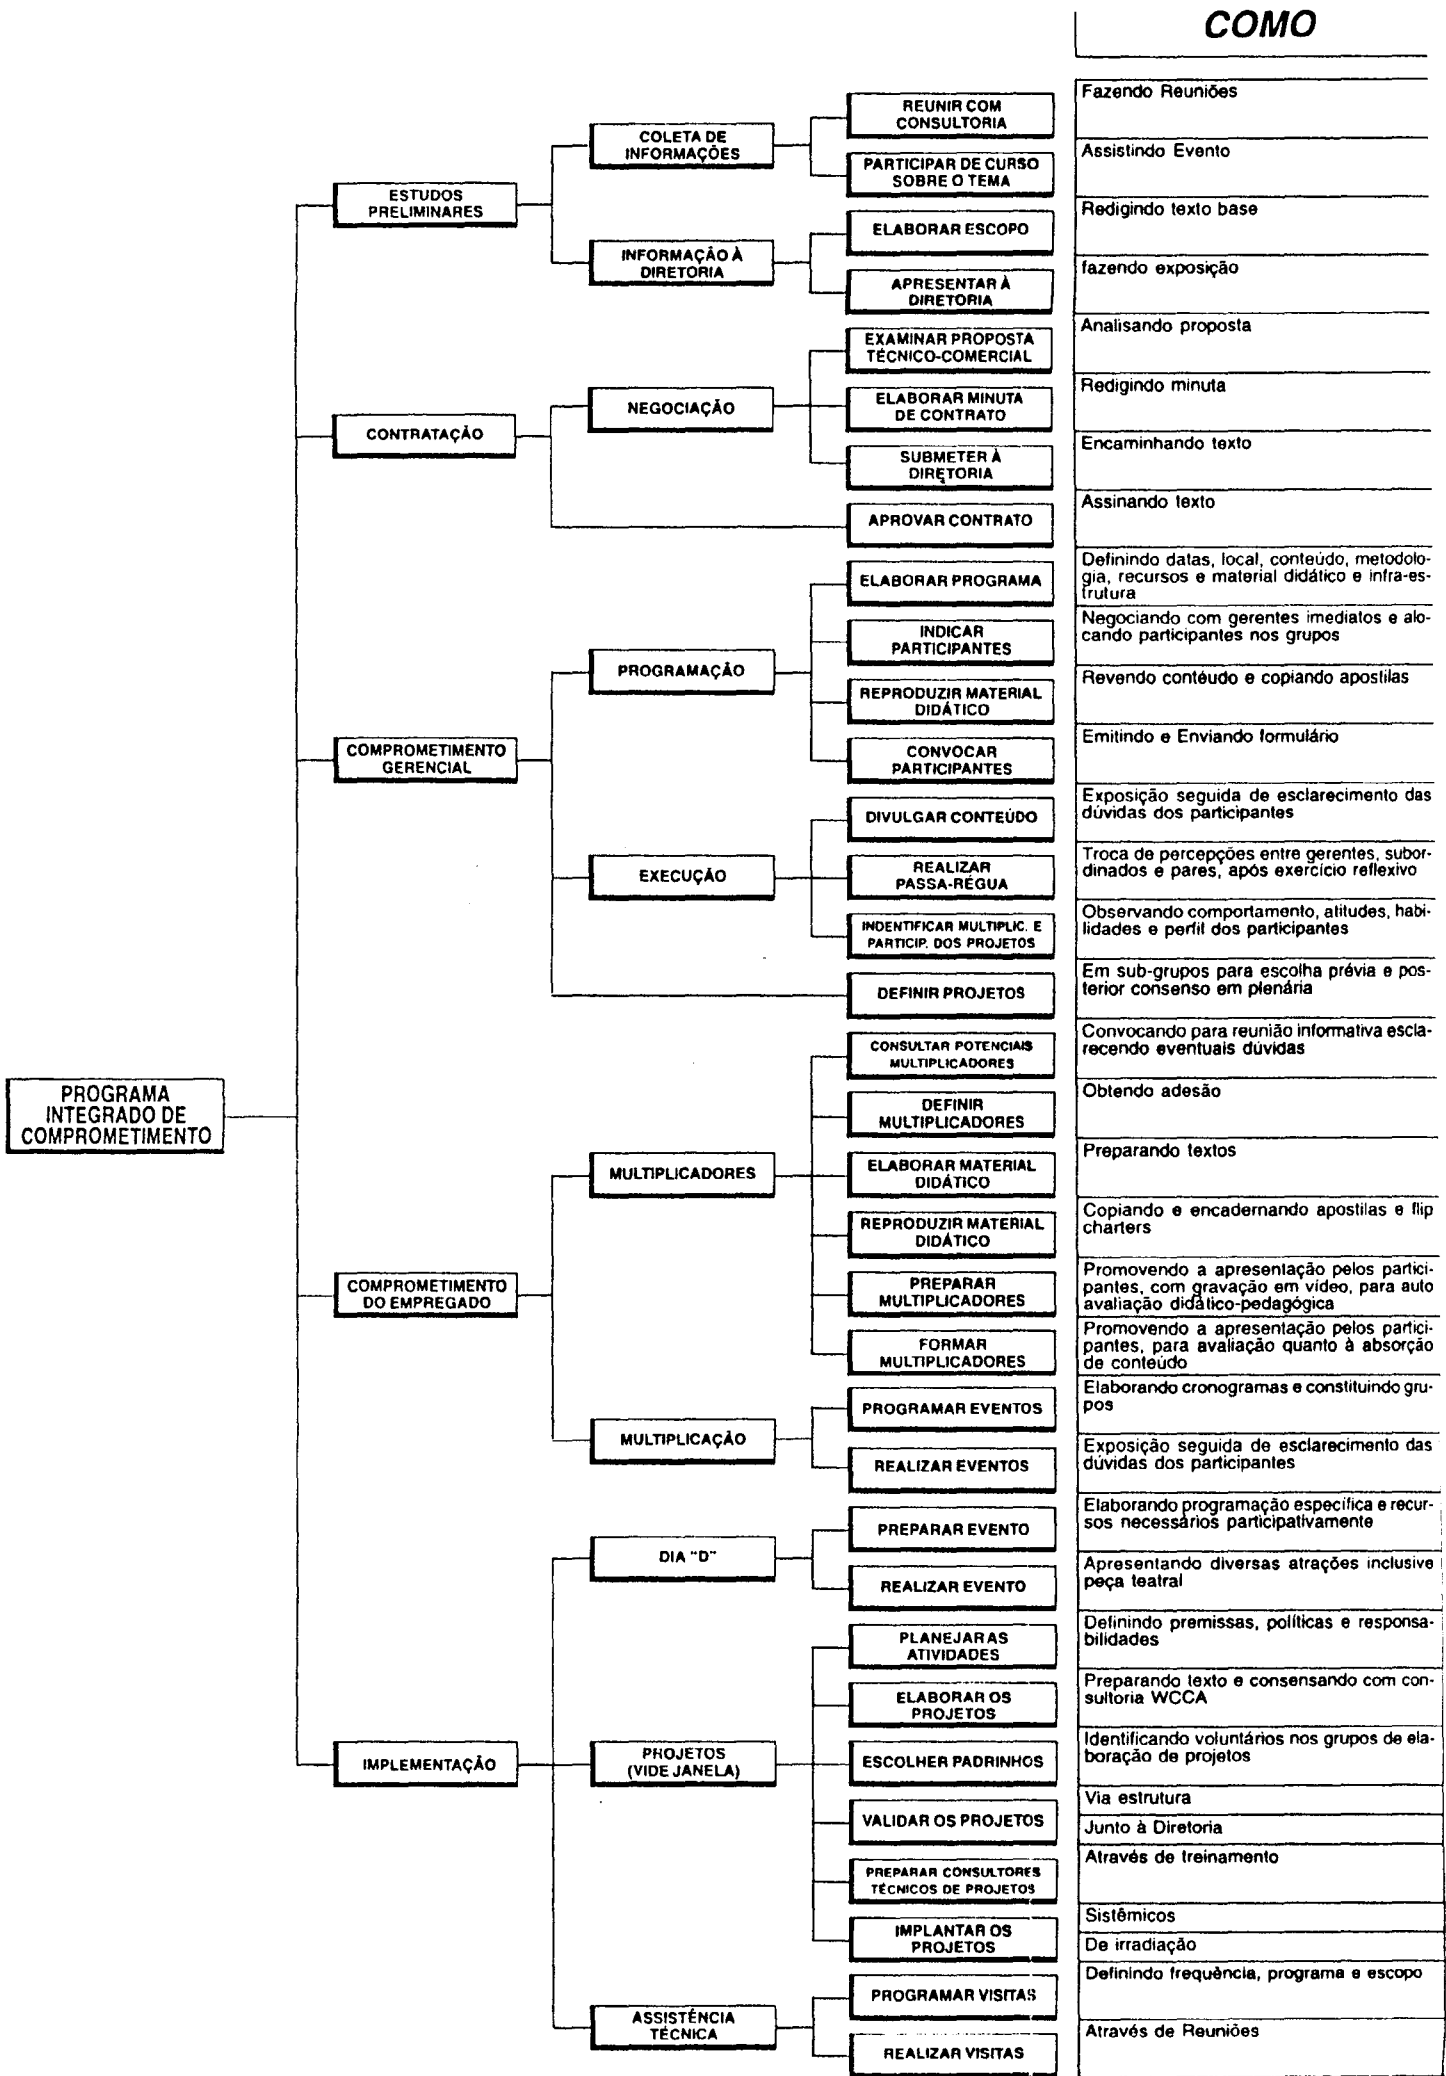 COMO
PROGRAMA
INTEGRADO DE
COMPROMETIMENTO
ESTUDOS
PRELIMINARES
COLETA DE
INFORMAÇÕES
REUNIR COM
CONSULTORIA
Fazendo Reuniões
PARTICIPAR DE CURSO
SOBRE O TEMA
Assistindo Evento
INFORMAÇÃO À
DIRETORIA
ELABORAR ESCOPO
Redigindo texto base
APRESENTAR À
DIRETORIA
fazendo exposição
CONTRATAÇÃO
NEGOCIAÇÃO
EXAMINAR PROPOSTA
TÉCNICO-COMERCIAL
Analisando proposta
ELABORAR MINUTA
DE CONTRATO
Redigindo minuta
SUBMETER À
DIRETORIA
Encaminhando texto
APROVAR CONTRATO
Assinando texto
COMPROMETIMENTO
GERENCIAL
PROGRAMAÇÃO
ELABORAR PROGRAMA
Definindo datas, local, conteúdo, metodolo-
gia, recursos e material didático e infra-es-
trutura
INDICAR
PARTICIPANTES
Negociando com gerentes imediatos e alo-
cando participantes nos grupos
REPRODUZIR MATERIAL
DIDÁTICO
Revendo contéudo e copiando apostilas
CONVOCAR
PARTICIPANTES
Emitindo e Enviando formulário
EXECUÇÃO
DIVULGAR CONTEÚDO
Exposição seguida de esclarecimento das
dúvidas dos participantes
REALIZAR
PASSA-RÉGUA
Troca de percepções entre gerentes, subor-
dinados e pares, após exercício reflexivo
INDENTIFICAR MULTIPLIC. E
PARTICIP. DOS PROJETOS
Observando comportamento, atitudes, habi-
lidades e perfil dos participantes
DEFINIR PROJETOS
Em sub-grupos para escolha prévia e pos-
terior consenso em plenária
COMPROMETIMENTO
DO EMPREGADO
MULTIPLICADORES
CONSULTAR POTENCIAIS
MULTIPLICADORES
Convocando para reunião informativa escla-
recendo eventuais dúvidas
DEFINIR
MULTIPLICADORES
Obtendo adesão
ELABORAR MATERIAL
DIDÁTICO
Preparando textos
REPRODUZIR MATERIAL
DIDÁTICO
Copiando e encadernando apostilas e flip
charters
PREPARAR
MULTIPLICADORES
Promovendo a apresentação pelos partici-
pantes, com gravação em vídeo, para auto
avaliação didático-pedagógica
FORMAR
MULTIPLICADORES
Promovendo a apresentação pelos partici-
pantes, para avaliação quanto à absorção
de conteúdo
MULTIPLICAÇÃO
PROGRAMAR EVENTOS
Elaborando cronogramas e constituindo gru-
pos
REALIZAR EVENTOS
Exposição seguida de esclarecimento das
dúvidas dos participantes
IMPLEMENTAÇÃO
DIA "D"
PREPARAR EVENTO
Elaborando programação específica e recur-
sos necessários participativamente
REALIZAR EVENTO
Apresentando diversas atrações inclusive
peça teatral
PROJETOS
(VIDE JANELA)
PLANEJAR AS
ATIVIDADES
Definindo premissas, políticas e responsa-
bilidades
ELABORAR OS
PROJETOS
Preparando texto e consensando com con-
sultoria WCCA
ESCOLHER PADRINHOS
Identificando voluntários nos grupos de ela-
boração de projetos
VALIDAR OS PROJETOS
Via estrutura
Junto à Diretoria
PREPARAR CONSULTORES
TÉCNICOS DE PROJETOS
Através de treinamento
IMPLANTAR OS
PROJETOS
Sistêmicos
De irradiação
ASSISTÊNCIA
TÉCNICA
PROGRAMAR VISITAS
Definindo frequência, programa e escopo
REALIZAR VISITAS
Através de Reuniões